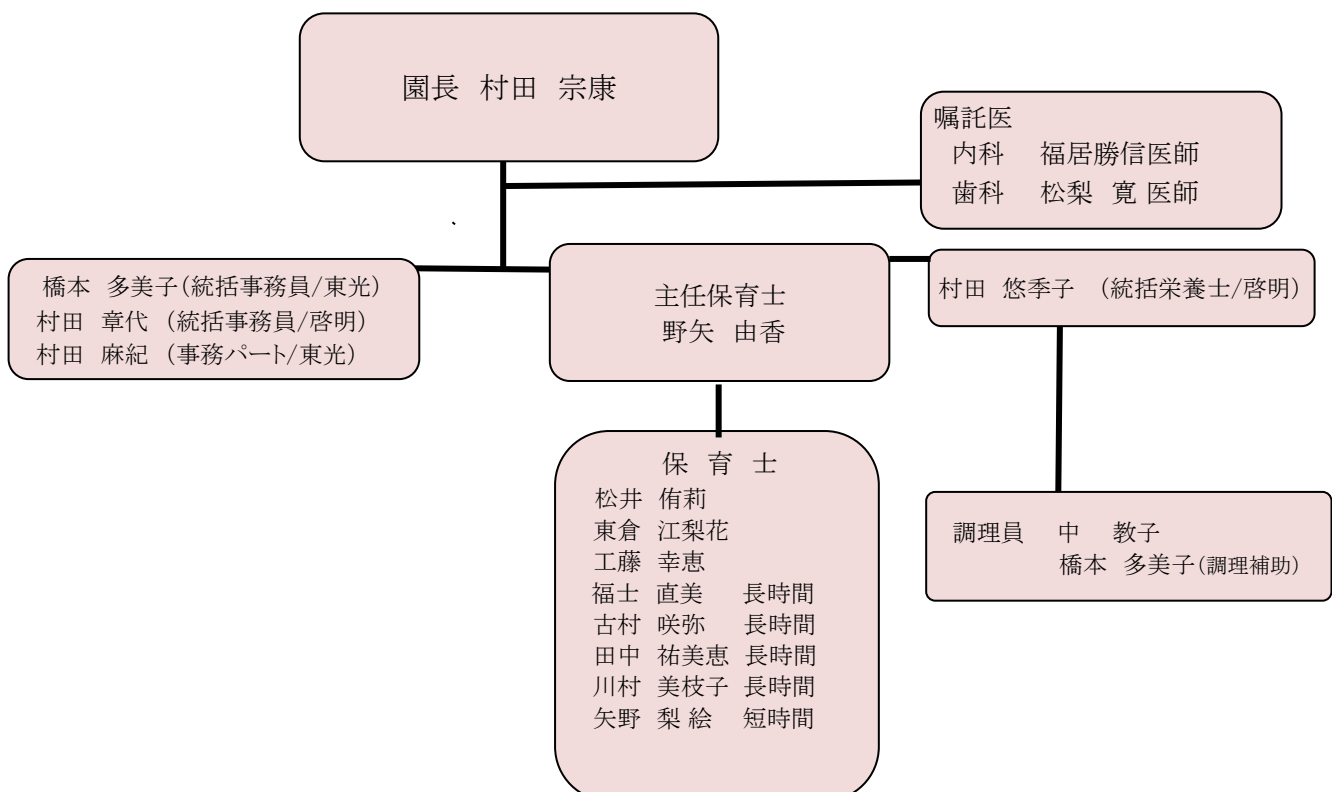 園長 村田 宗康
嘱託医
内科 福居勝信医師
歯科 松梨 寛 医師
橋本 多美子(統括事務員/東光)
村田 章代 (統括事務員/啓明)
村田 麻紀 (事務パート/東光)
主任保育士
野矢 由香
村田 悠季子 (統括栄養士/啓明)
保 育 士
松井 侑莉
東倉 江梨花
工藤 幸恵
福士 直美 長時間
古村 咲弥 長時間
田中 祐美恵 長時間
川村 美枝子 長時間
矢野 梨絵 短時間
調理員 中 教子
橋本 多美子(調理補助)